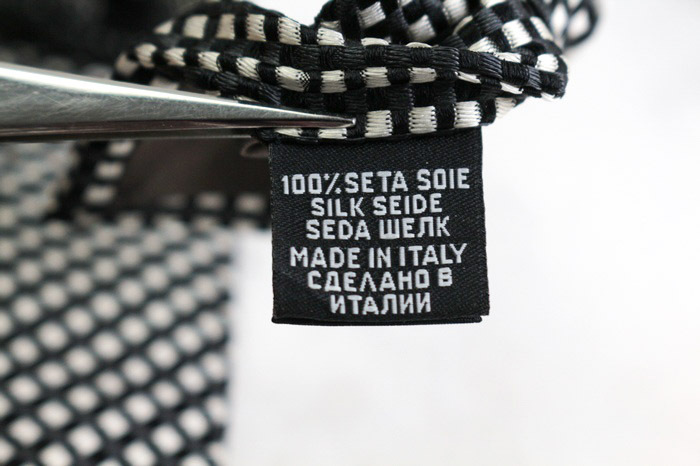 100% SETA SOIE
SILK SEIDE
SEDA ШЕЛК
MADE IN ITALY
СДЕЛАНО В
ИТАЛИИ